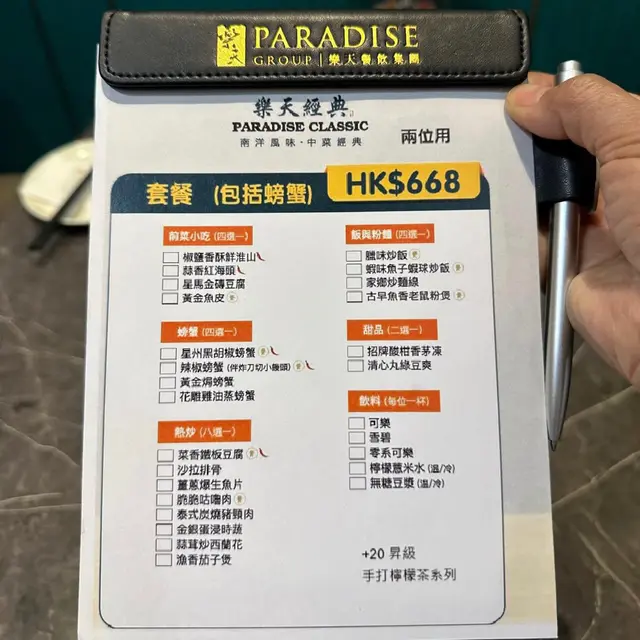 樂天
PARADISE
GROUP | 樂天餐飲集團
樂天經典
PARADISE CLASSIC
南洋風味·中菜經典
兩位用
套餐 (包括螃蟹)
HK$668
前菜小吃 (四選一)
椒鹽香酥鮮淮山
蒜香紅海頭
星馬金磚豆腐
黃金魚皮
螃蟹 (四選一)
星州黑胡椒螃蟹
辣椒螃蟹 (伴炸刀切小饅頭)
黃金焗螃蟹
花雕雞油蒸螃蟹
熱炒 (八選一)
菜香鐵板豆腐
沙拉排骨
薑蔥爆生魚片
脆脆咕嚕肉
泰式炭燒豬頸肉
金銀蛋浸時蔬
蒜茸炒西蘭花
漁香茄子煲
飯與粉麵 (四選一)
臘味炒飯
蝦味魚子蝦球炒飯
家鄉炒麵線
古早魚香老鼠粉煲
甜品 (二選一)
招牌酸柑香茅凍
清心丸綠豆爽
飲料 (每位一杯)
可樂
雪碧
零系可樂
檸檬薏米水 (溫/冷)
無糖豆漿 (溫/冷)
+20 昇級
手打檸檬茶系列